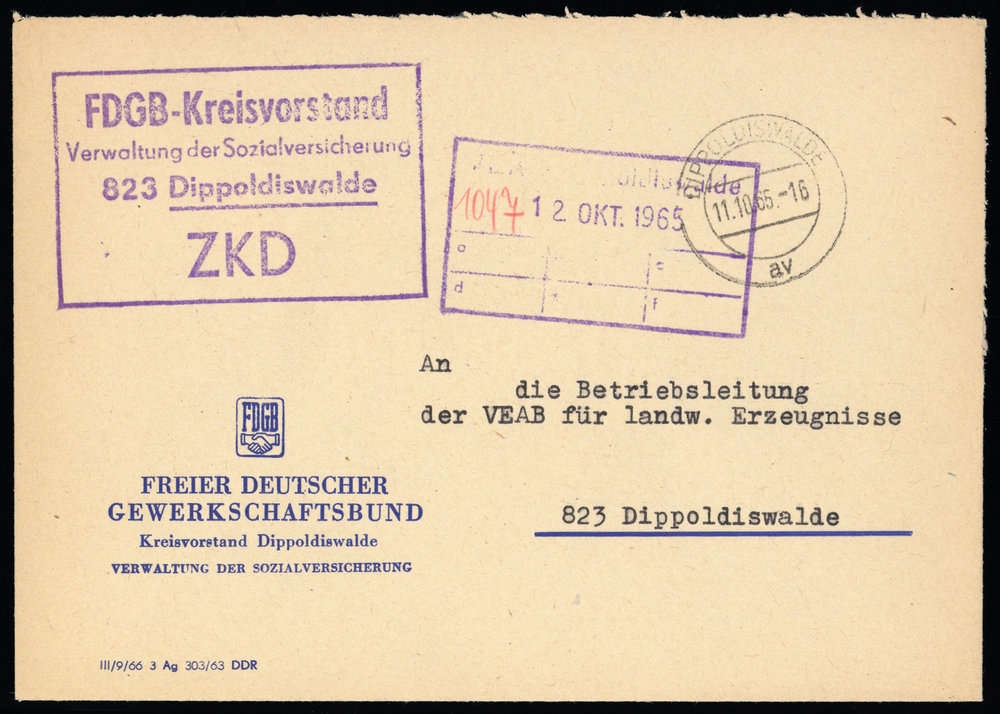 FDGB-Kreisvorstand
Verwaltung der Sozialversicherung
823 Dippoldiswalde
ZKD
1047 12. OKT. 1965
a c
d f
DIPPOLDISWALDE
11.10.65.-16
av
An
die Betriebsleitung
der VEAB für landw. Erzeugnisse
823 Dippoldiswalde
FDGB
FREIER DEUTSCHER
GEWERKSCHAFTSBUND
Kreisvorstand Dippoldiswalde
VERWALTUNG DER SOZIALVERSICHERUNG
III/9/66 3 Ag 303/63 DDR